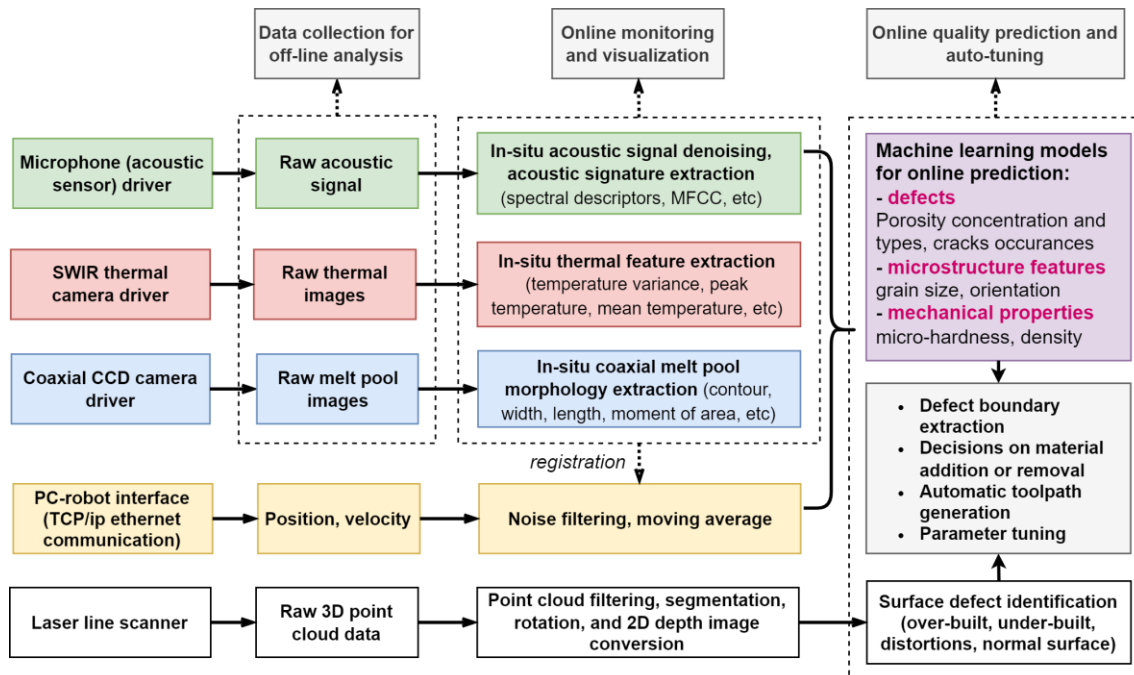 Data collection for
off-line analysis
Online monitoring
and visualization
Online quality prediction and
auto-tuning
Microphone (acoustic
sensor) driver
Raw acoustic
signal
In-situ acoustic signal denoising,
acoustic signature extraction
(spectral descriptors, MFCC, etc)
Machine learning models
for online prediction:
- defects
Porosity concentration and
types, cracks occurances
- microstructure features
grain size, orientation
- mechanical properties
micro-hardness, density
SWIR thermal
camera driver
Raw thermal
images
In-situ thermal feature extraction
(temperature variance, peak
temperature, mean temperature, etc)
Coaxial CCD camera
driver
Raw melt pool
images
In-situ coaxial melt pool
morphology extraction (contour,
width, length, moment of area, etc)
registration
• Defect boundary
extraction
• Decisions on material
addition or removal
• Automatic toolpath
generation
• Parameter tuning
PC-robot interface
(TCP/ip ethernet
communication)
Position, velocity
Noise filtering, moving average
Laser line scanner
Raw 3D point
cloud data
Point cloud filtering, segmentation,
rotation, and 2D depth image
conversion
Surface defect identification
(over-built, under-built,
distortions, normal surface)